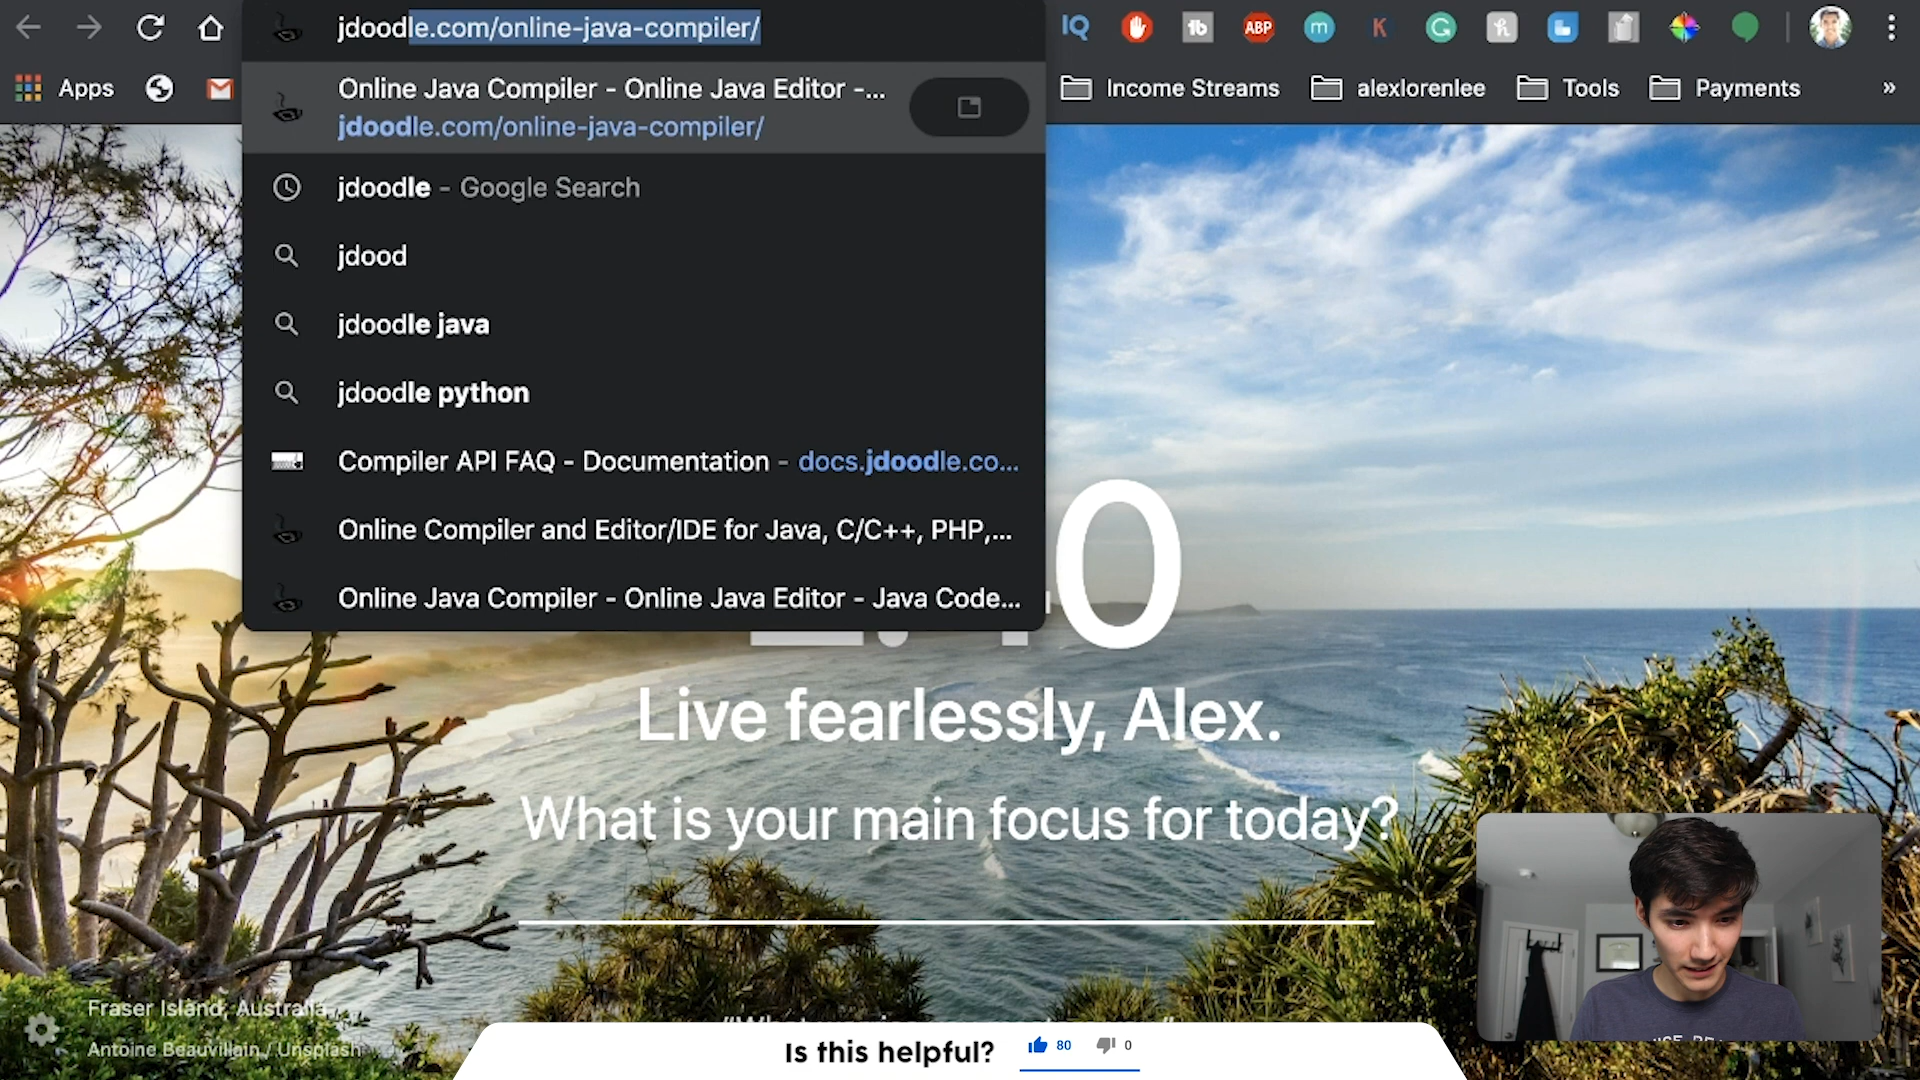 jdoodle.com/online-java-compiler/
IQ
tb
ABP
m
K
Apps
Income Streams
alexlorenlee
Tools
Payments
»
Online Java Compiler - Online Java Editor -...
jdoodle.com/online-java-compiler/
jdoodle - Google Search
jdood
jdoodle java
jdoodle python
Compiler API FAQ - Documentation - docs.jdoodle.co...
Online Compiler and Editor/IDE for Java, C/C++, PHP,...
Online Java Compiler - Online Java Editor - Java Code...
0
Live fearlessly, Alex.
What is your main focus for today?
Fraser Island, Australia
Antoine Beauvillain / Unsplash
Is this helpful?
80
0